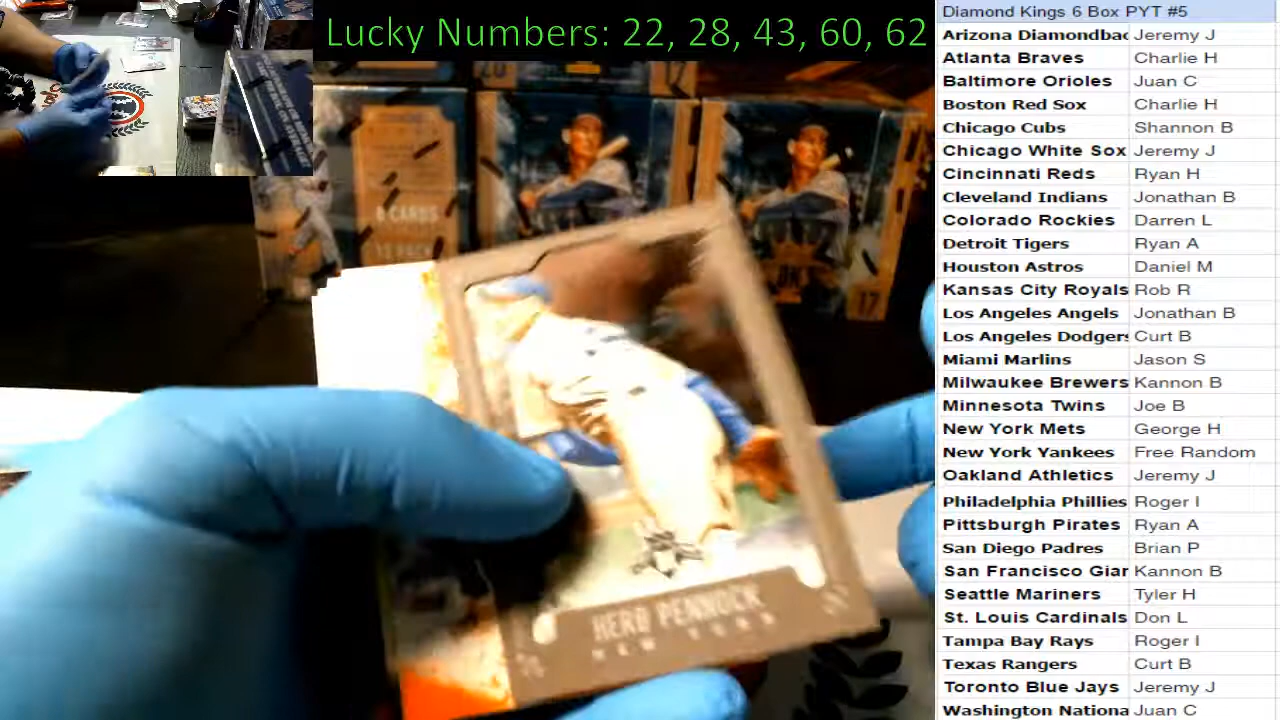 Lucky Numbers: 22, 28, 43, 60, 62
Diamond Kings 6 Box PYT #5
Arizona Diamondbac Jeremy J
Atlanta Braves Charlie H
Baltimore Orioles Juan C
Boston Red Sox Charlie H
Chicago Cubs Shannon B
Chicago White Sox Jeremy J
Cincinnati Reds Ryan H
Cleveland Indians Jonathan B
Colorado Rockies Darren L
Detroit Tigers Ryan A
Houston Astros Daniel M
Kansas City Royals Rob R
Los Angeles Angels Jonathan B
Los Angeles Dodgers Curt B
Miami Marlins Jason S
Milwaukee Brewers Kannon B
Minnesota Twins Joe B
New York Mets George H
New York Yankees Free Random
Oakland Athletics Jeremy J
Philadelphia Phillies Roger I
Pittsburgh Pirates Ryan A
San Diego Padres Brian P
San Francisco Giar Kannon B
Seattle Mariners Tyler H
St. Louis Cardinals Don L
Tampa Bay Rays Roger I
Texas Rangers Curt B
Toronto Blue Jays Jeremy J
Washington Nationa Juan C
8 CARDS
DK
17
HERB PENNOCK
NEW YORK